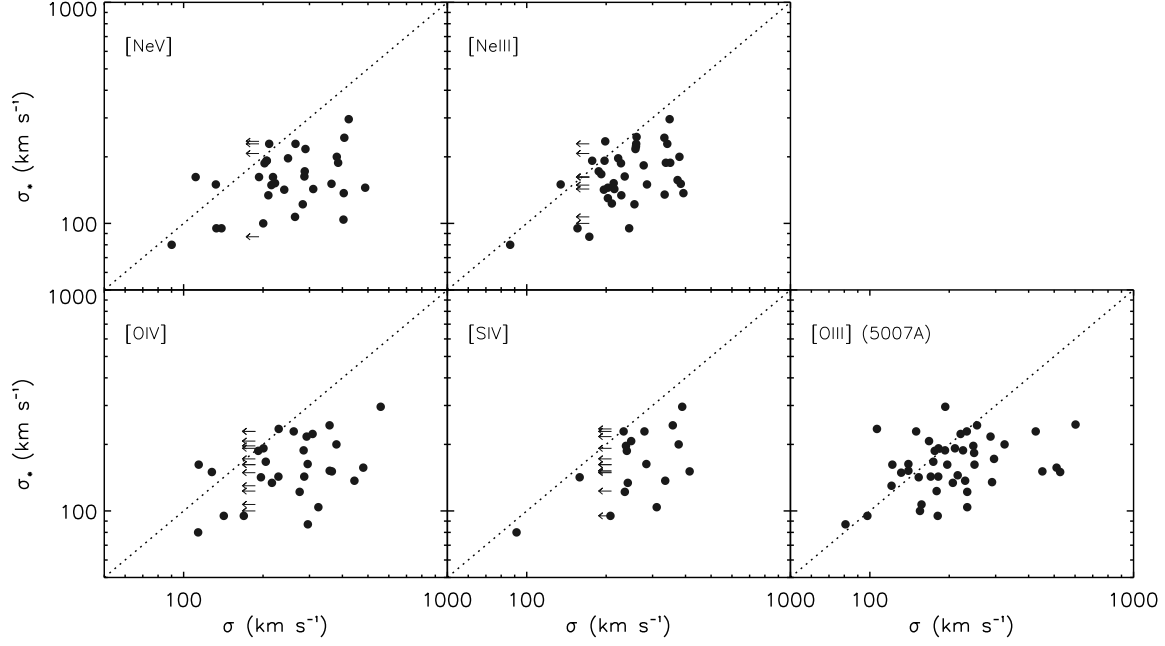 1000
[NeV]
[NeIII]
σ* (km s⁻¹)
100
1000
[OIV]
[SIV]
[OIII] (5007A)
σ* (km s⁻¹)
100
100
1000
100
1000
100
1000
σ (km s⁻¹)
σ (km s⁻¹)
σ (km s⁻¹)